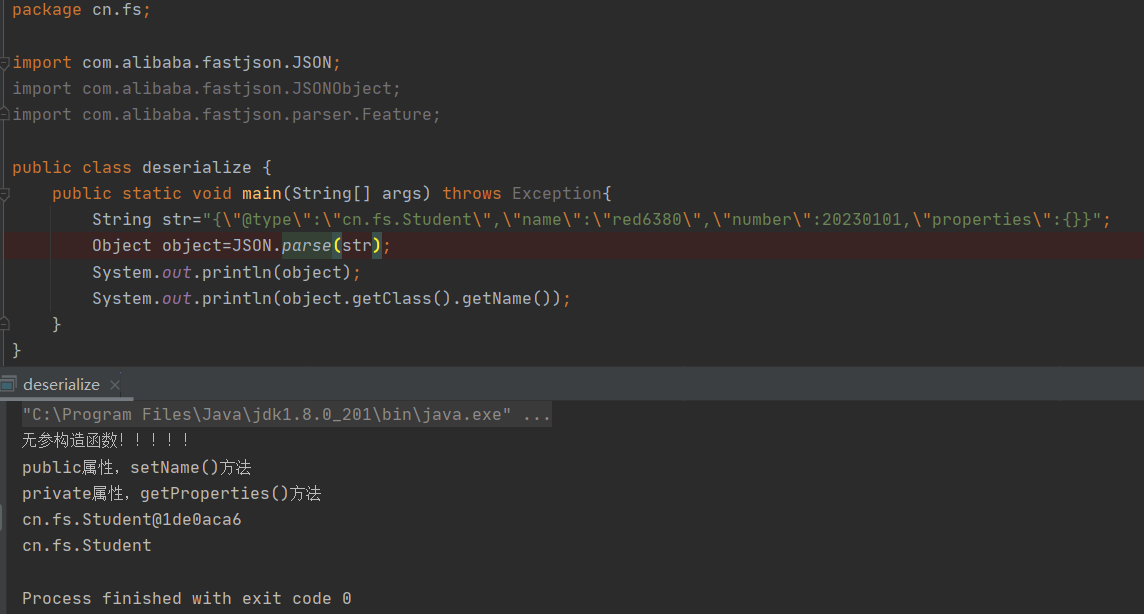 package cn.fs;
import com.alibaba.fastjson.JSON;
import com.alibaba.fastjson.JSONObject;
import com.alibaba.fastjson.parser.Feature;
public class deserialize {
    public static void main(String[] args) throws Exception{
        String str="{\"@type\":\"cn.fs.Student\",\"name\":\"red6380\",\"number\":20230101,\"properties\":{}}";
        Object object=JSON.parse(str);
        System.out.println(object);
        System.out.println(object.getClass().getName());
    }
}
deserialize ×
"C:\Program Files\Java\jdk1.8.0_201\bin\java.exe" ...
无参构造函数!！！！！
public属性，setName()方法
private属性，getProperties()方法
cn.fs.Student@1de0aca6
cn.fs.Student
Process finished with exit code 0